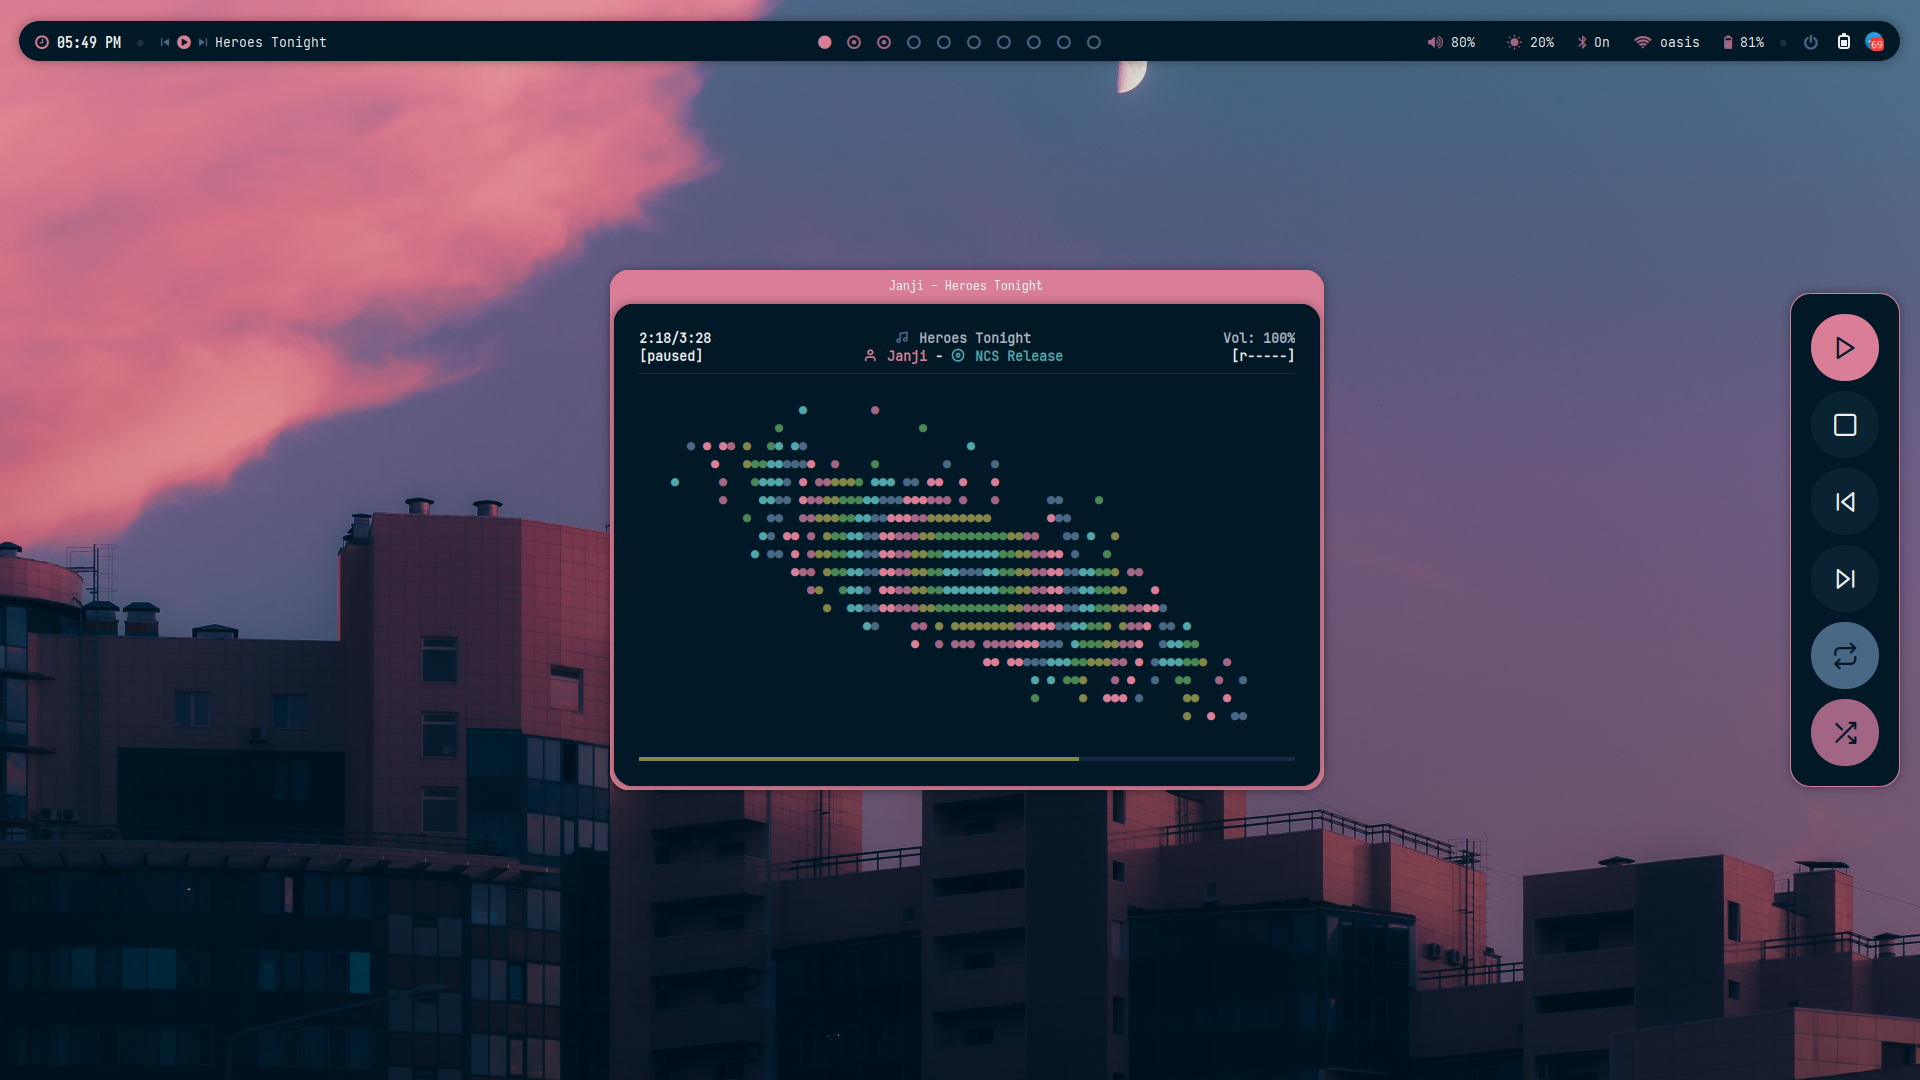 05:49 PM
Heroes Tonight
80%
20%
On
oasis
81%
69
Janji - Heroes Tonight
2:18/3:28
Heroes Tonight
Vol: 100%
[paused]
Janji - NCS Release
[r-----]